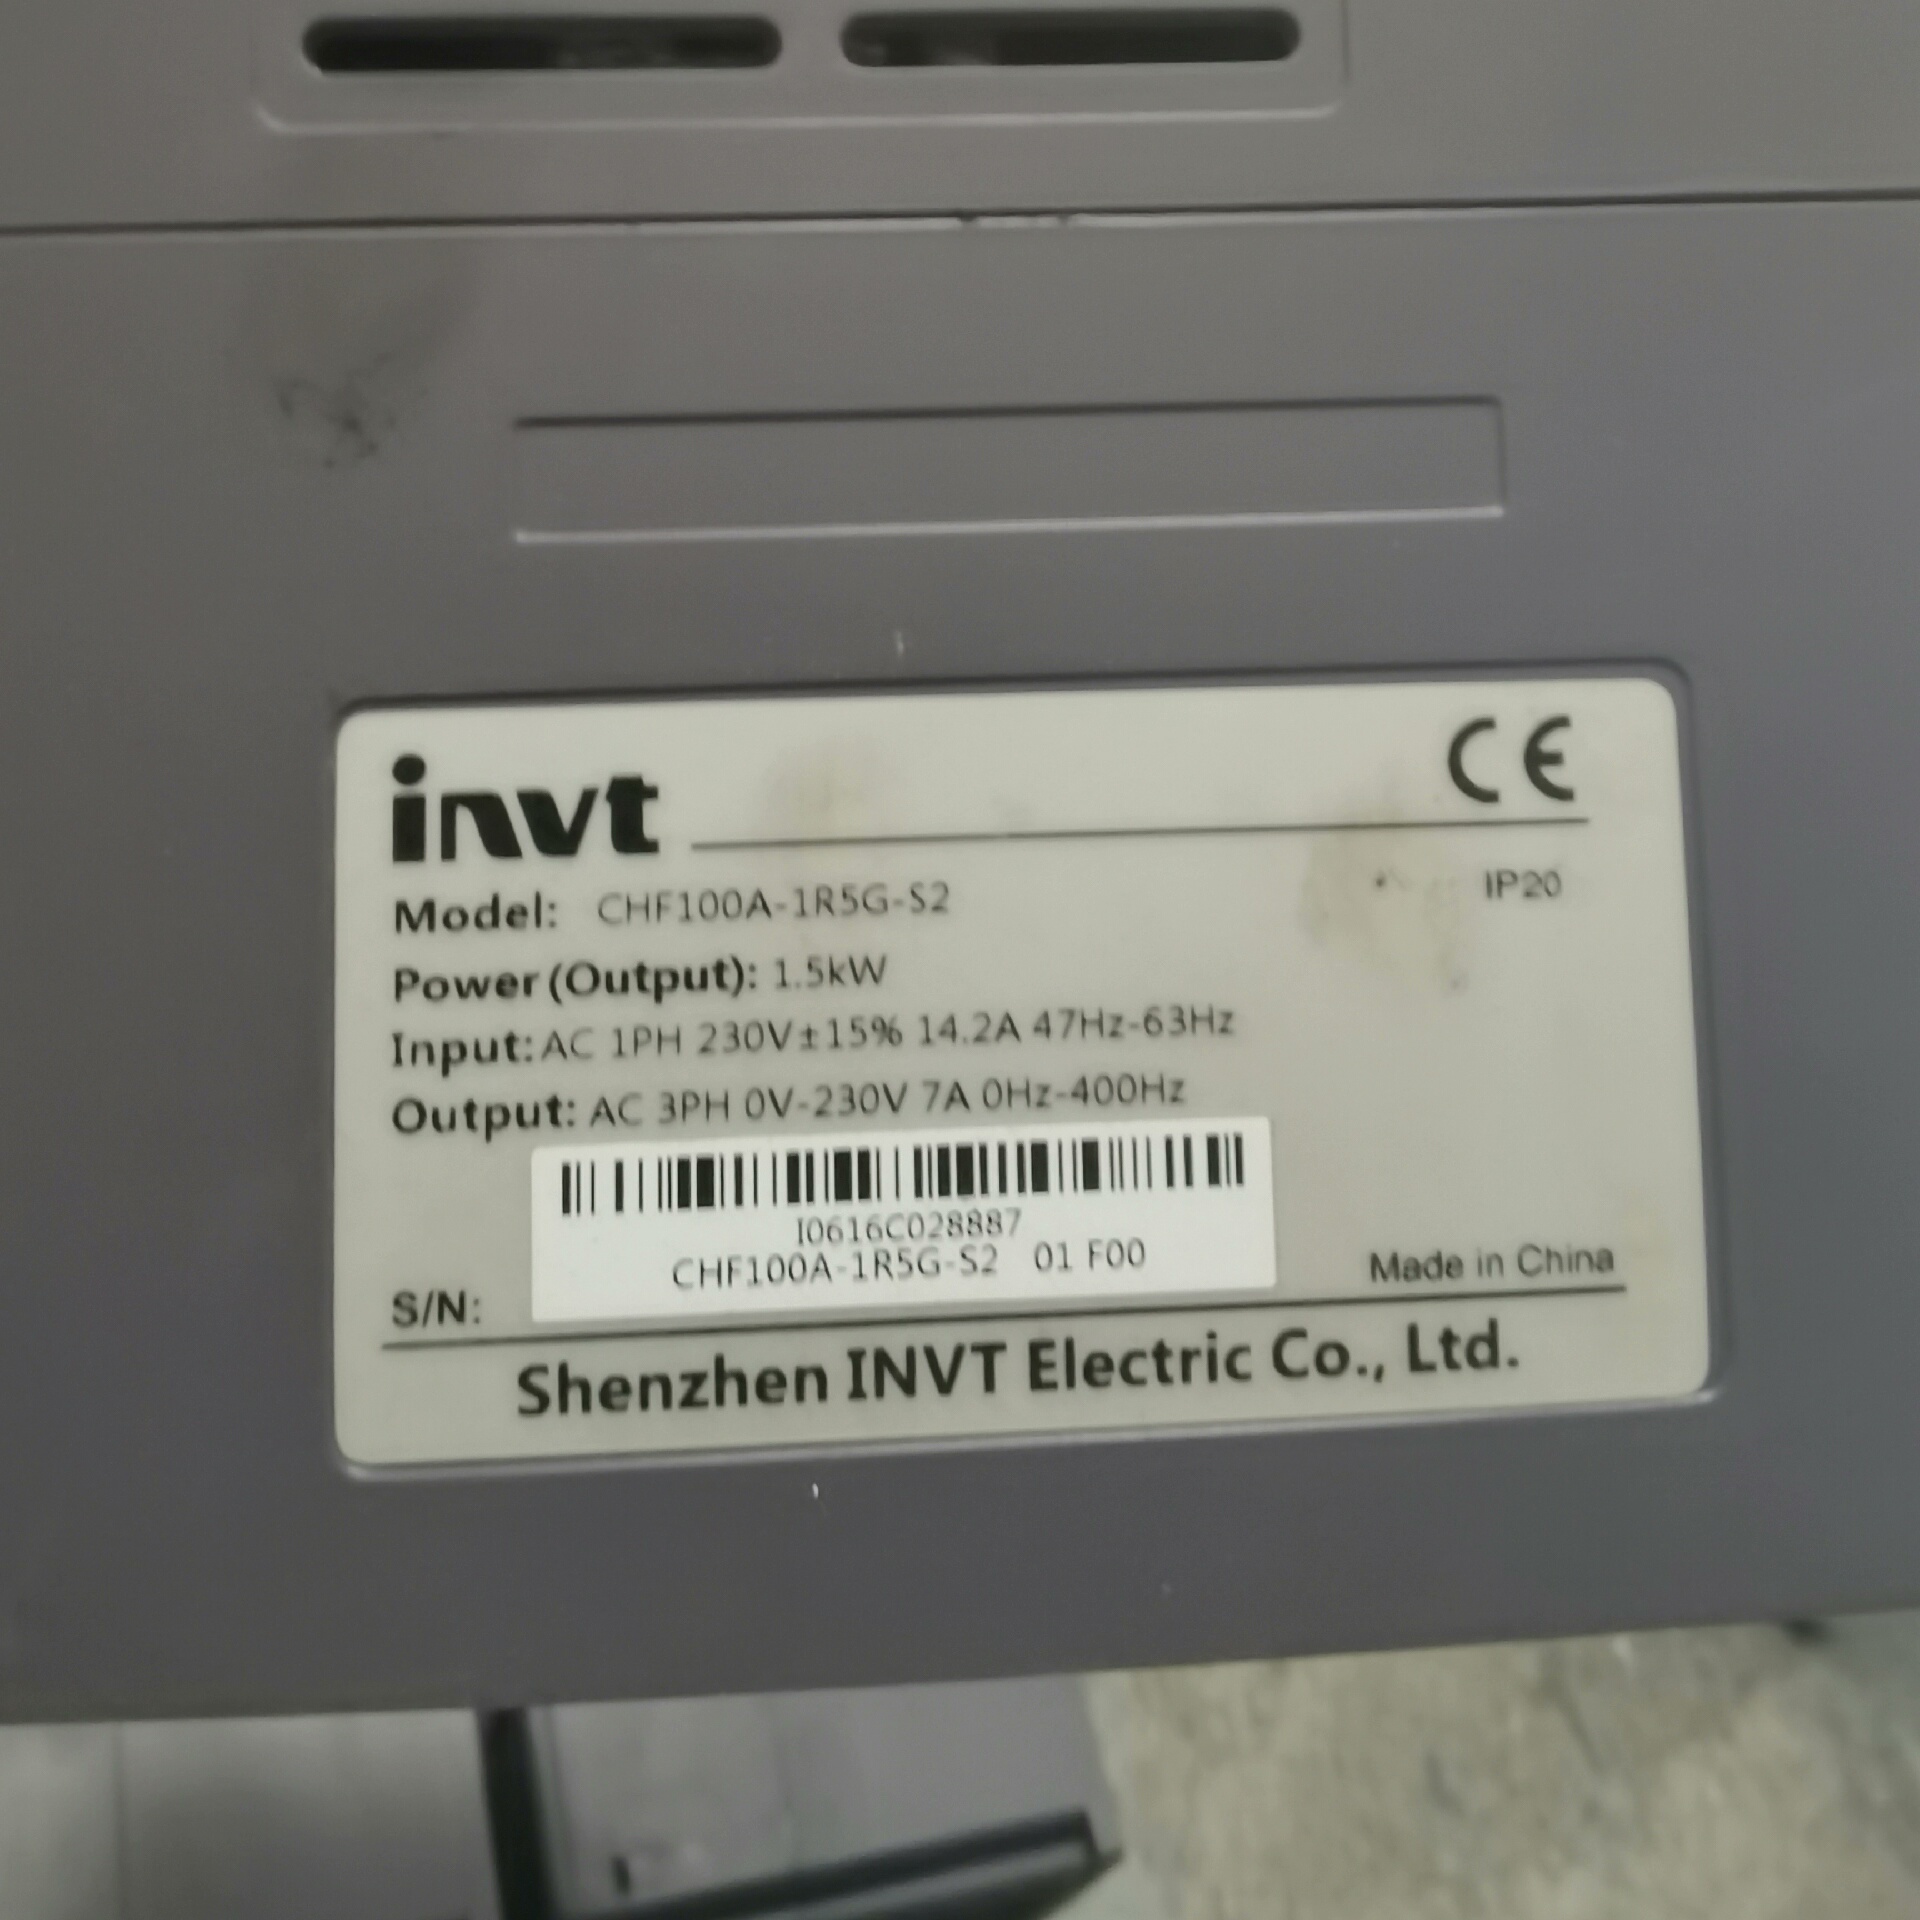 invt CE
Model: CHF100A-1R5G-S2 IP20
Power(Output): 1.5kW
Input: AC 1PH 230V±15% 14.2A 47Hz-63Hz
Output: AC 3PH 0V-230V 7A 0Hz-400Hz
I0616C028887
CHF100A-1R5G-S2 01 F00
S/N: Made in China
Shenzhen INVT Electric Co., Ltd.